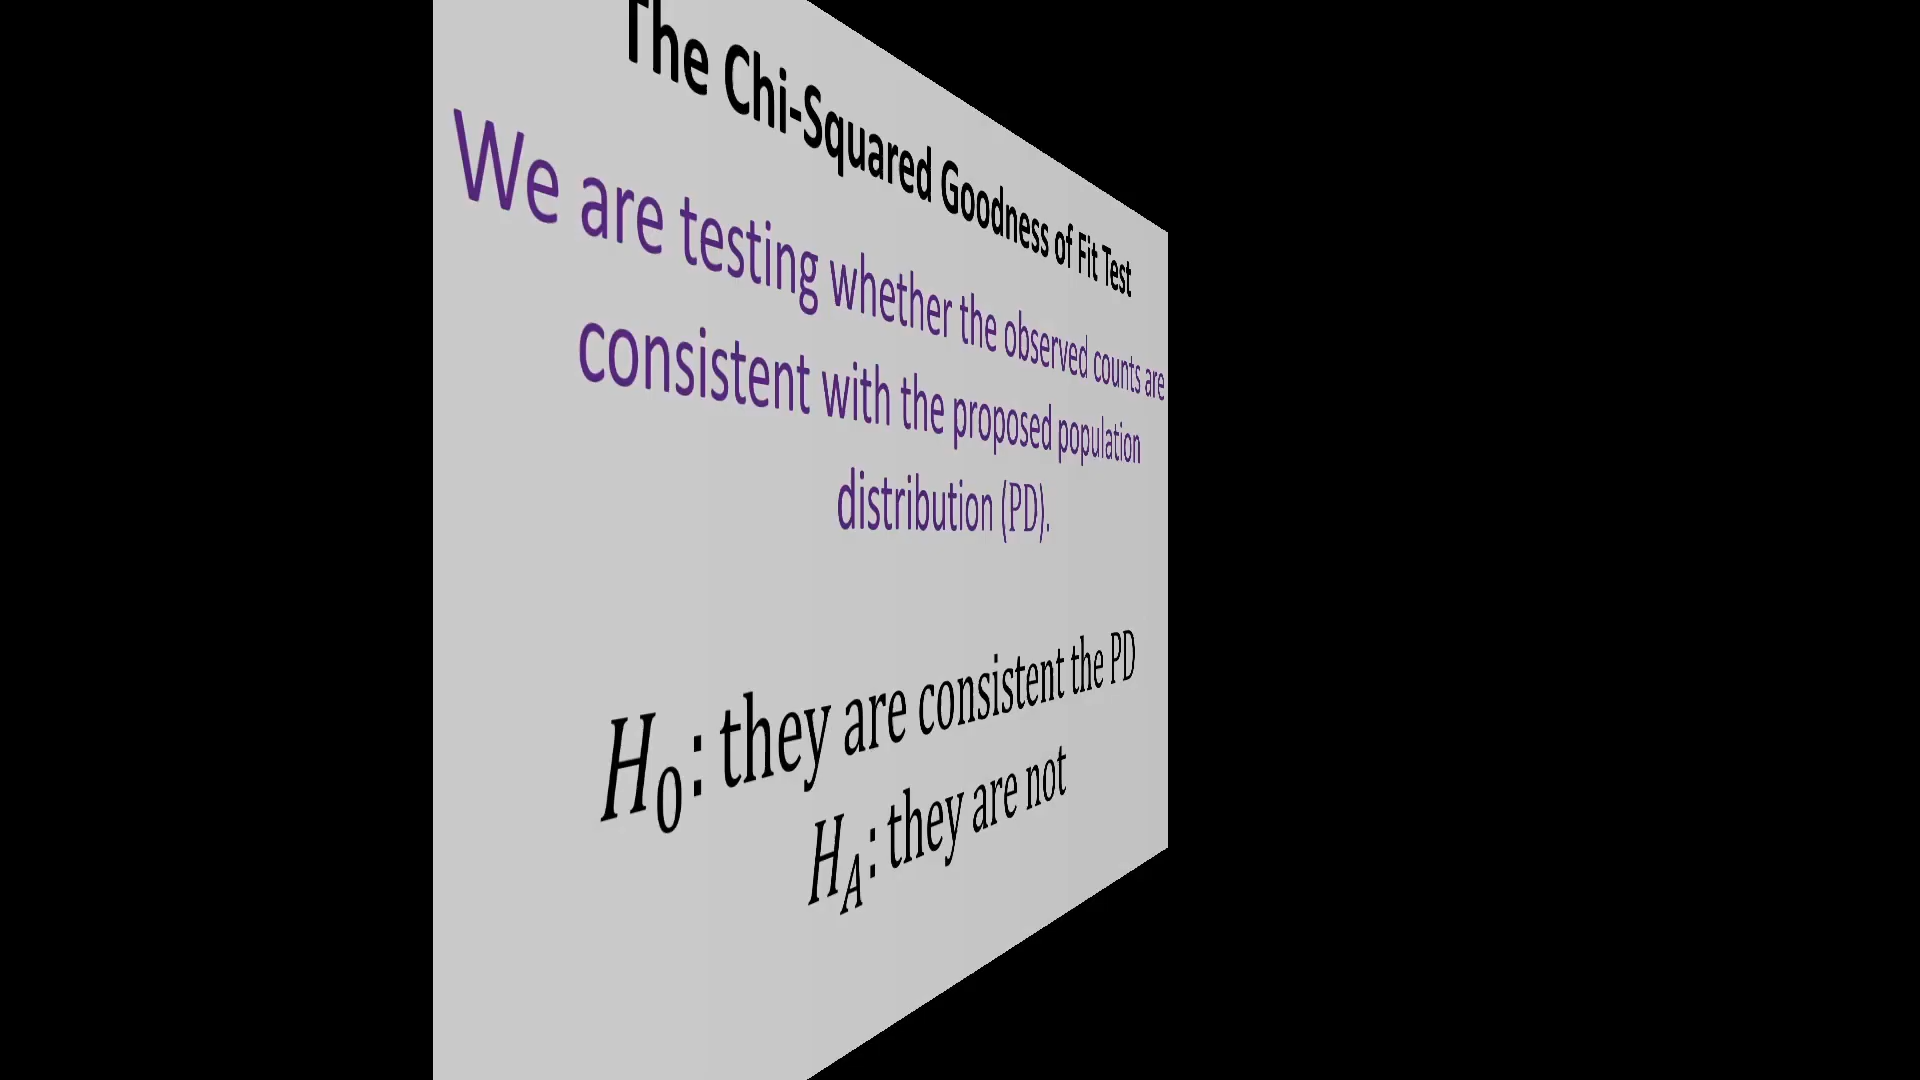 The Chi-Squared Goodness of Fit Test
We are testing whether the observed counts are
consistent with the proposed population
distribution (PD).
H₀: they are consistent the PD
H_A: they are not